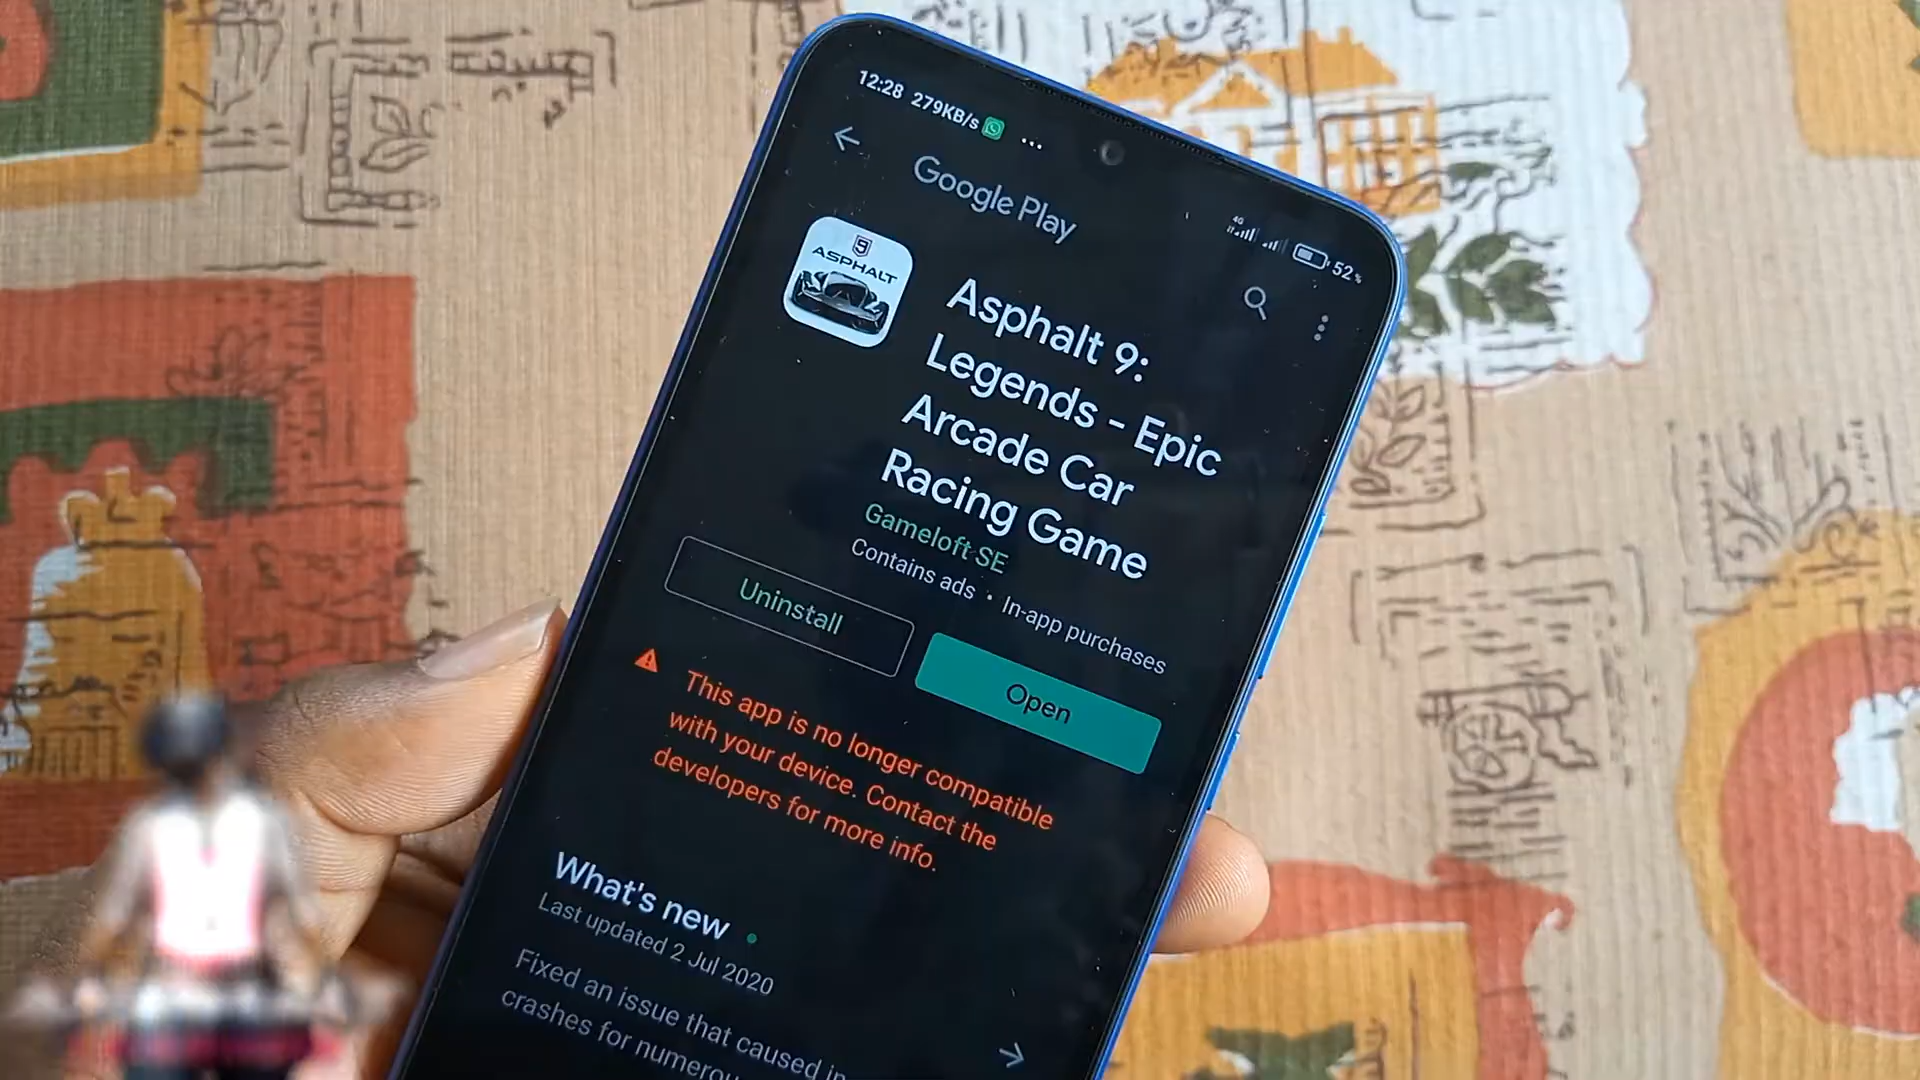 12:28 279KB/s ...
4G 52%
Google Play
9
ASPHALT
Asphalt 9:
Legends - Epic
Arcade Car
Racing Game
Gameloft SE
Contains ads • In-app purchases
Uninstall
Open
This app is no longer compatible
with your device. Contact the
developers for more info.
What's new
Last updated 2 Jul 2020
Fixed an issue that caused in
crashes for